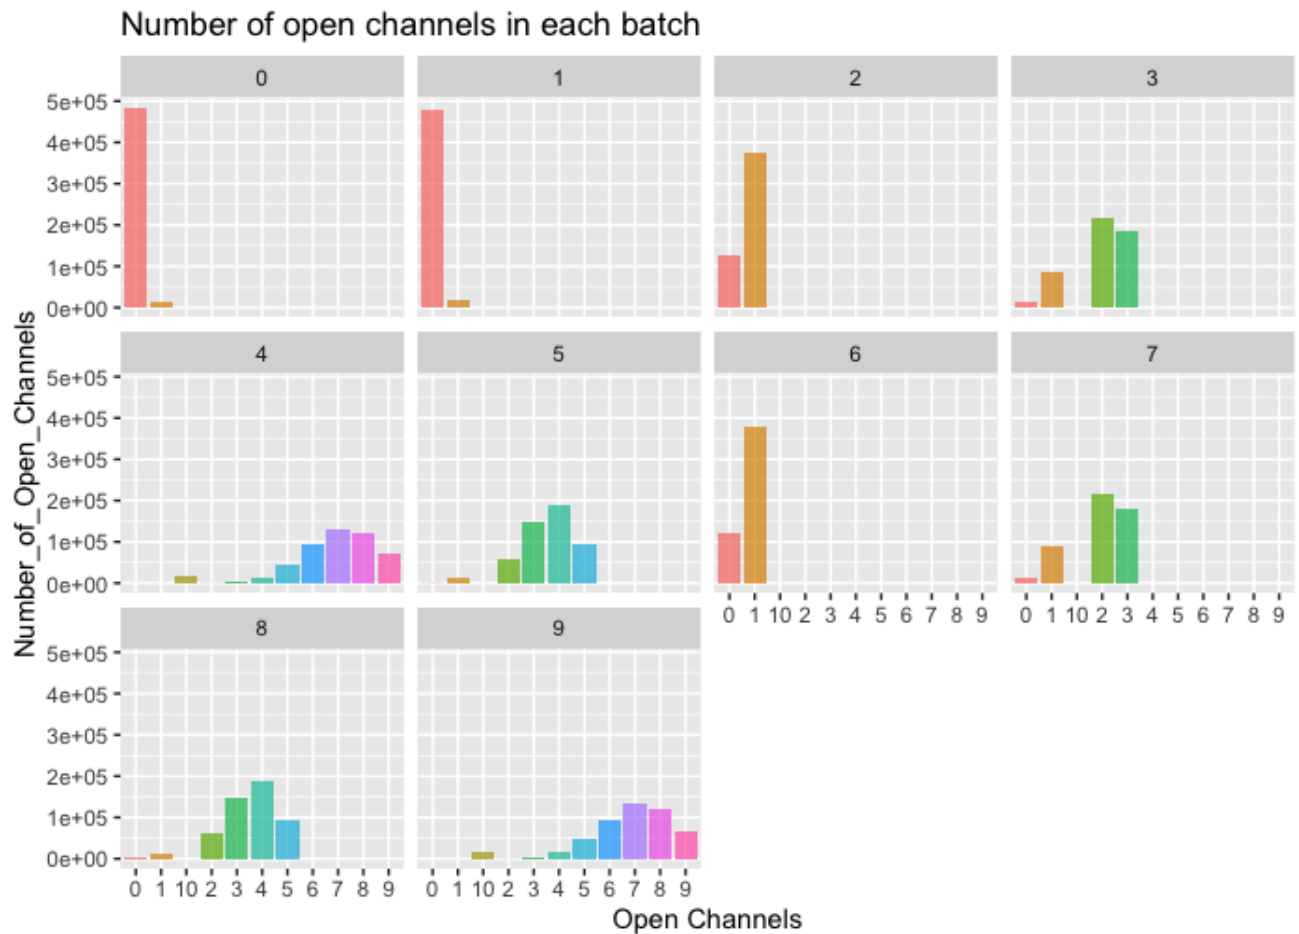 Number of open channels in each batch
0 1 2 3
5e+05
4e+05
3e+05
2e+05
1e+05
0e+00
4 5 6 7
5e+05
4e+05
3e+05
2e+05
1e+05
0e+00
0 1 10 2 3 4 5 6 7 8 9 0 1 10 2 3 4 5 6 7 8 9
8 9
5e+05
4e+05
3e+05
2e+05
1e+05
0e+00
0 1 10 2 3 4 5 6 7 8 9 0 1 10 2 3 4 5 6 7 8 9
Number_of_Open_Channels
Open Channels